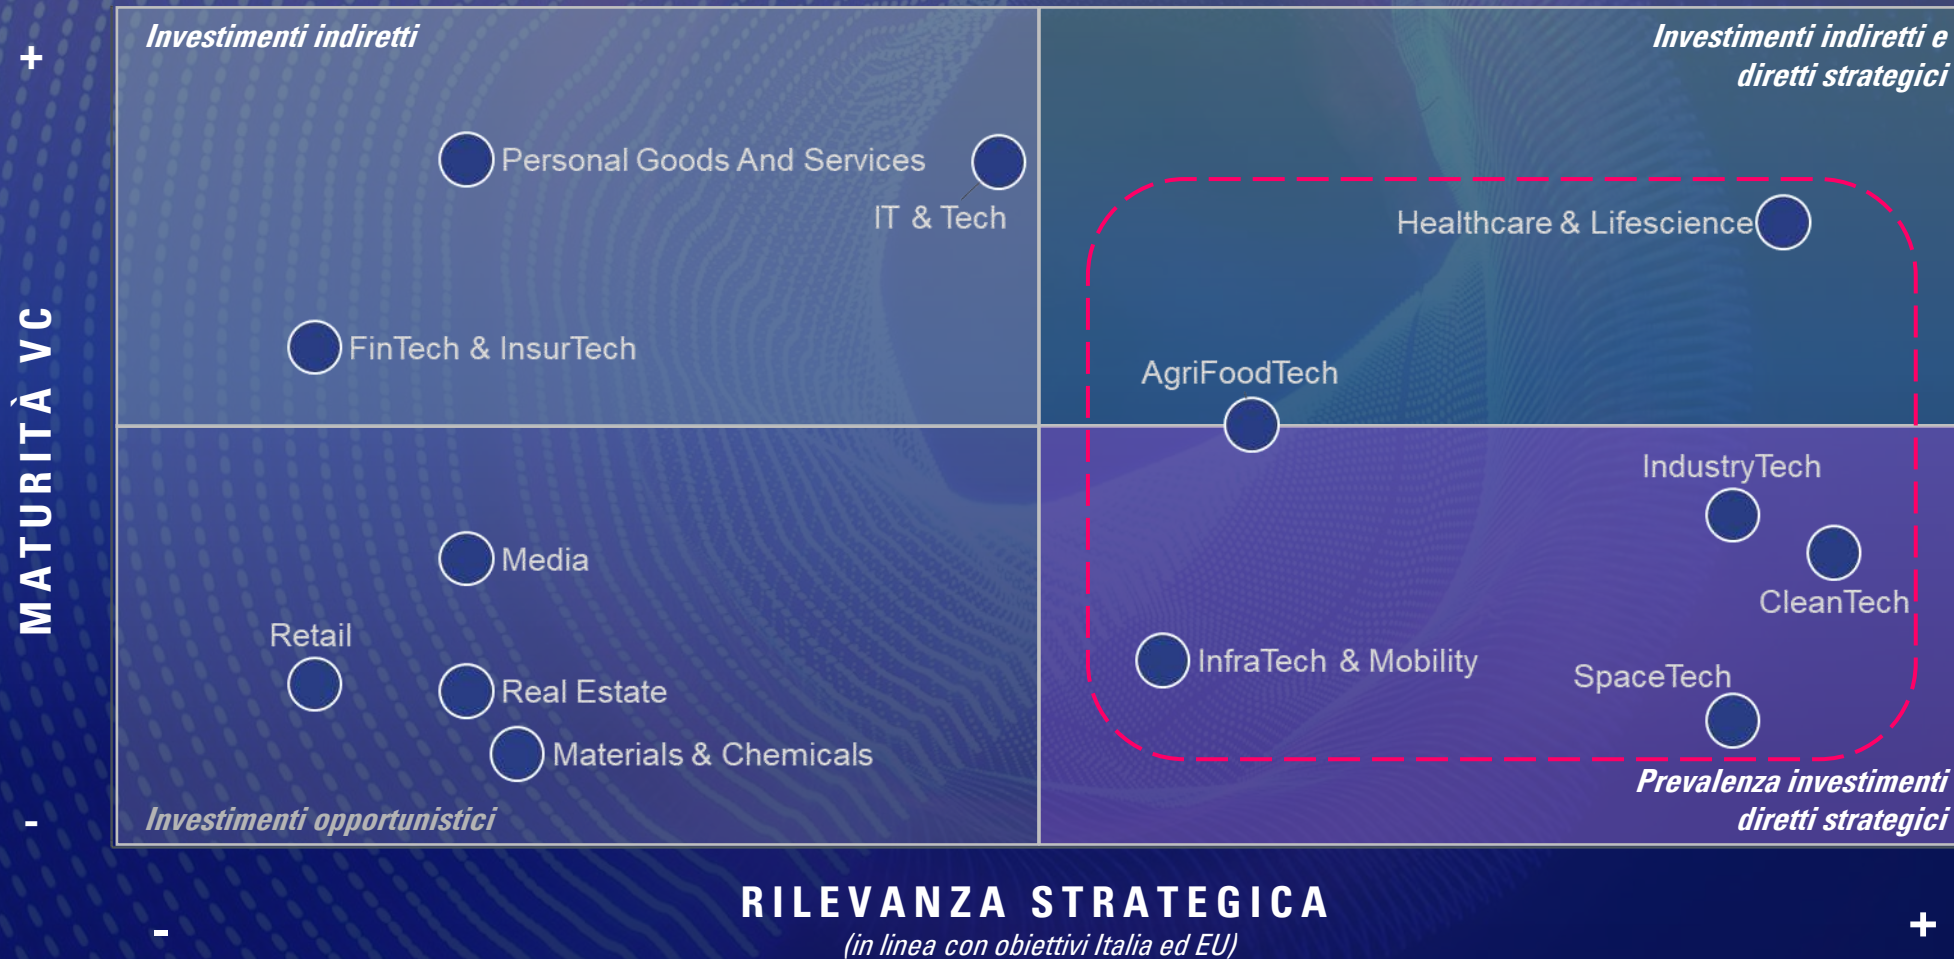 +
MATURITÀ VC
-
Investimenti indiretti
Investimenti indiretti e
diretti strategici
Personal Goods And Services
IT & Tech
Healthcare & Lifescience
FinTech & InsurTech
AgriFoodTech
IndustryTech
Media
CleanTech
Retail
InfraTech & Mobility
SpaceTech
Real Estate
Materials & Chemicals
Investimenti opportunistici
Prevalenza investimenti
diretti strategici
-
RILEVANZA STRATEGICA
+
(in linea con obiettivi Italia ed EU)